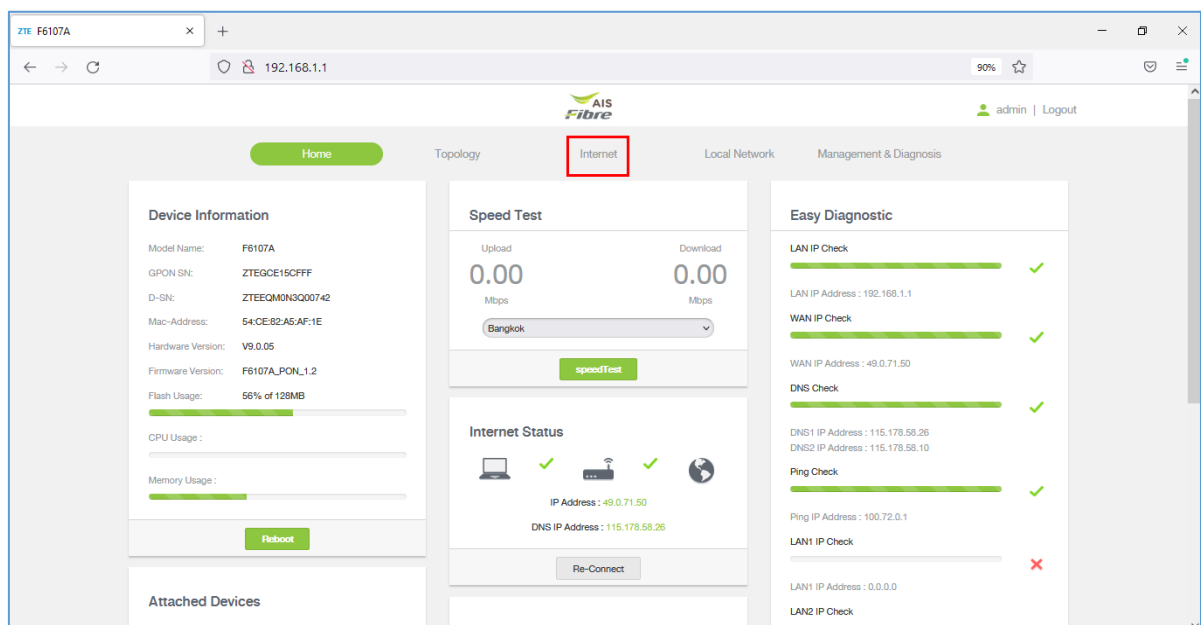 ZTE F6107A
192.168.1.1
90%
AIS
Fibre
admin | Logout
Home
Topology
Internet
Local Network
Management & Diagnosis
Device Information
Model Name: F6107A
GPON SN: ZTEGCE15CFFF
D-SN: ZTEEQM0N3Q00742
Mac-Address: 54:CE:82:A5:AF:1E
Hardware Version: V9.0.05
Firmware Version: F6107A_PON_1.2
Flash Usage: 56% of 128MB
CPU Usage :
Memory Usage :
Reboot
Attached Devices
Speed Test
Upload Download
0.00 0.00
Mbps Mbps
Bangkok
speedTest
Internet Status
IP Address : 49.0.71.50
DNS IP Address : 115.178.58.26
Re-Connect
Easy Diagnostic
LAN IP Check
LAN IP Address : 192.168.1.1
WAN IP Check
WAN IP Address : 49.0.71.50
DNS Check
DNS1 IP Address : 115.178.58.26
DNS2 IP Address : 115.178.58.10
Ping Check
Ping IP Address : 100.72.0.1
LAN1 IP Check
LAN1 IP Address : 0.0.0.0
LAN2 IP Check